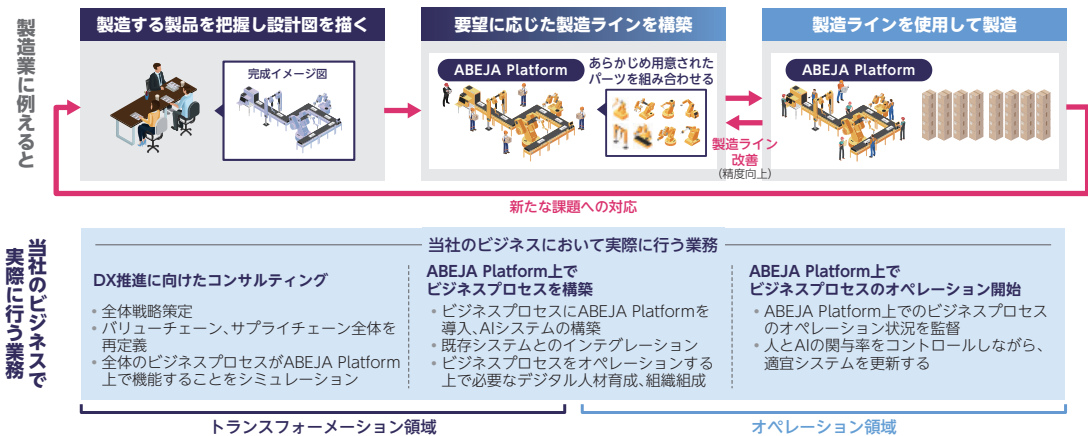 製造業に例えると
製造する製品を把握し設計図を描く
完成イメージ図
要望に応じた製造ラインを構築
ABEJA Platform
あらかじめ用意された
パーツを組み合わせる
製造ラインを使用して製造
ABEJA Platform
製造ライン
改善
(精度向上)
新たな課題への対応
当社のビジネスで
実際に行う業務
当社のビジネスにおいて実際に行う業務
DX推進に向けたコンサルティング
•全体戦略策定
•バリューチェーン、サプライチェーン全体を
再定義
•全体のビジネスプロセスがABEJA Platform
上で機能することをシミュレーション
ABEJA Platform上で
ビジネスプロセスを構築
•ビジネスプロセスにABEJA Platformを
導入、AIシステムの構築
•既存システムとのインテグレーション
•ビジネスプロセスをオペレーションする
上で必要なデジタル人材育成、組織組成
ABEJA Platform上で
ビジネスプロセスのオペレーション開始
•ABEJA Platform上でのビジネスプロセス
のオペレーション状況を監督
•人とAIの関与率をコントロールしながら、
適宜システムを更新する
トランスフォーメーション領域
オペレーション領域